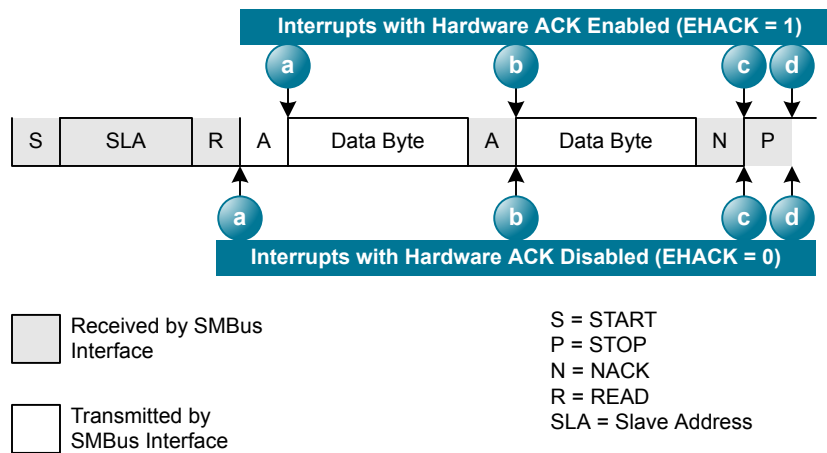 Interrupts with Hardware ACK Enabled (EHACK = 1)
a b c d
S SLA R A Data Byte A Data Byte N P
a b c d
Interrupts with Hardware ACK Disabled (EHACK = 0)
Received by SMBus
Interface
Transmitted by
SMBus Interface
S = START
P = STOP
N = NACK
R = READ
SLA = Slave Address